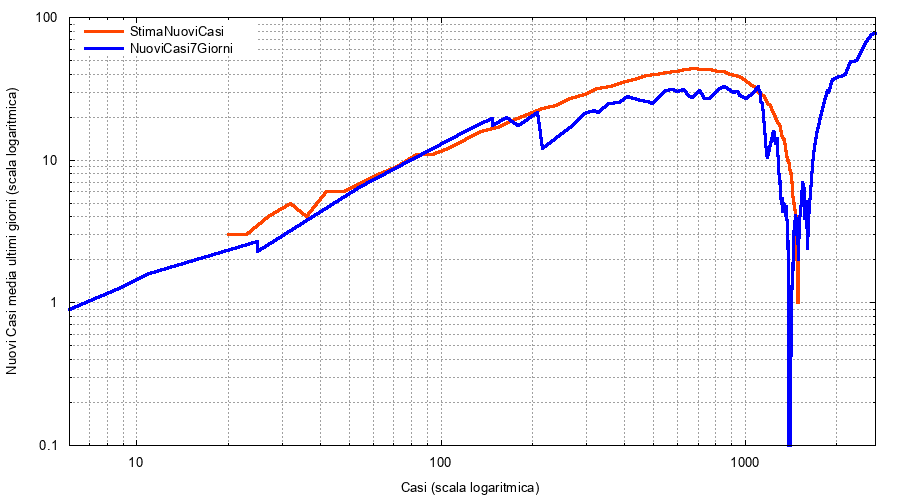 StimaNuoviCasi
NuoviCasi7Giorni
Nuovi Casi media ultimi giorni (scala logaritmica)
100
10
1
0.1
10
100
1000
Casi (scala logaritmica)